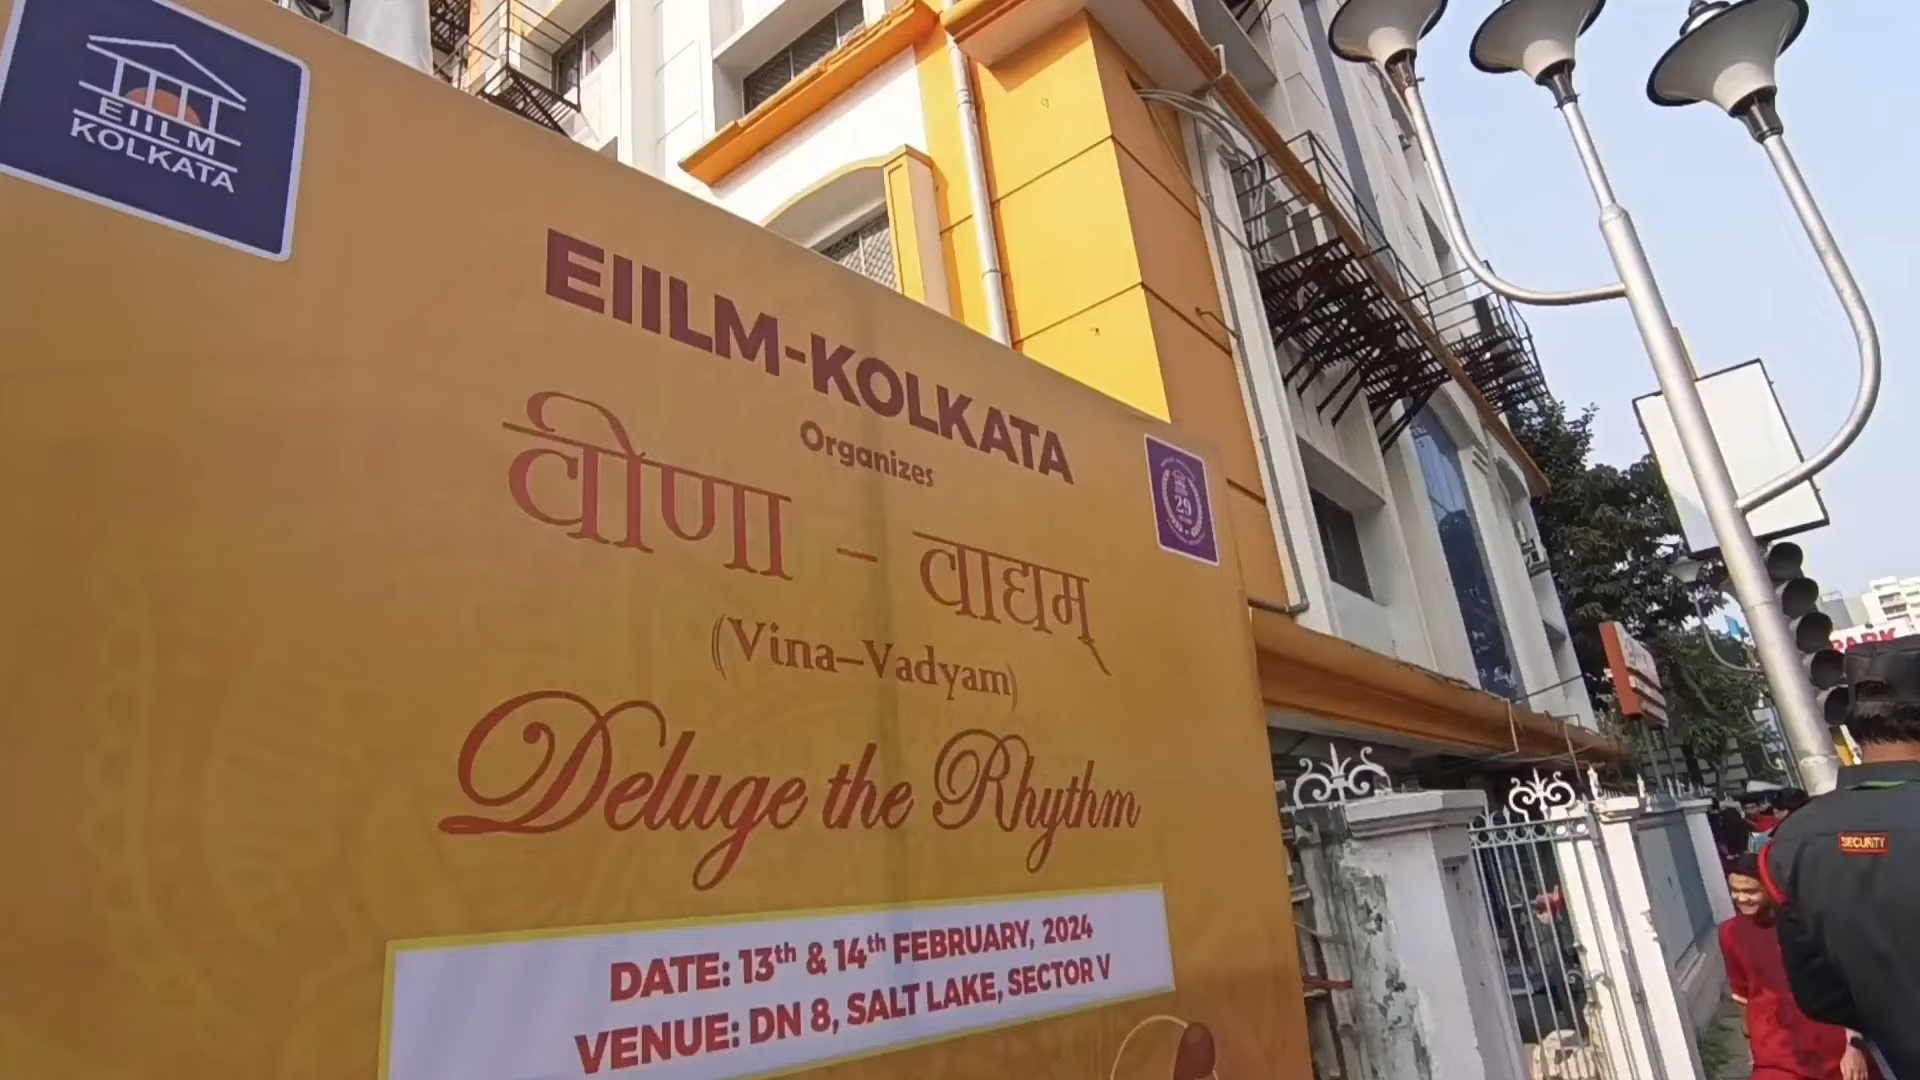 EIILM
KOLKATA
EIILM-KOLKATA
Organizes
वीणा - वाद्यम्
(Vina–Vadyam)
Deluge the Rhythm
29
DATE: 13th & 14th FEBRUARY, 2024
VENUE: DN 8, SALT LAKE, SECTOR V
PARK
SECURITY